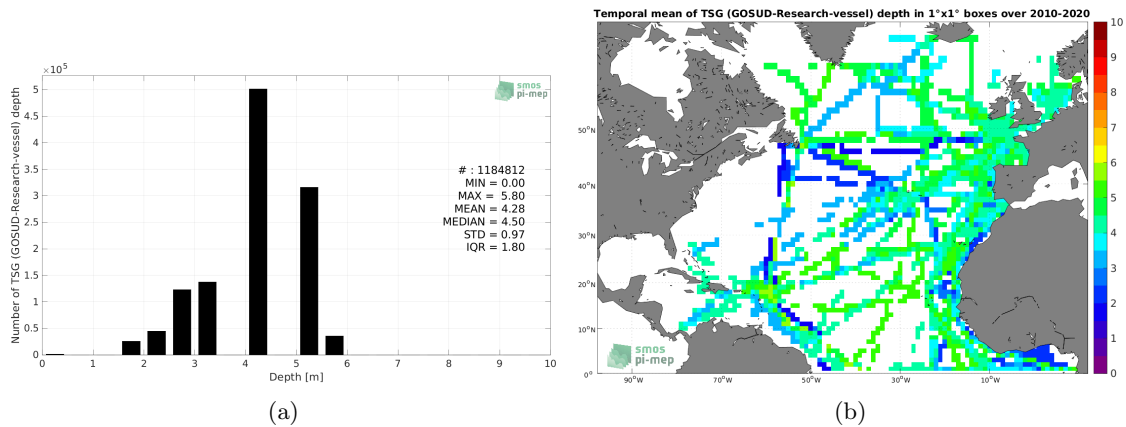 ×10⁵
5
4.5
4
3.5
3
2.5
2
1.5
1
0.5
0
Number of TSG (GOSUD-Research-vessel) depth
smos
pi-mep
# : 1184812
MIN = 0.00
MAX = 5.80
MEAN = 4.28
MEDIAN = 4.50
STD = 0.97
IQR = 1.80
0 1 2 3 4 5 6 7 8 9 10
Depth [m]
(a)
Temporal mean of TSG (GOSUD-Research-vessel) depth in 1°x1° boxes over 2010-2020
50°N
40°N
30°N
20°N
10°N
0°
90°W 70°W 50°W 30°W 10°W
smos
pi-mep
10
9
8
7
6
5
4
3
2
1
0
(b)